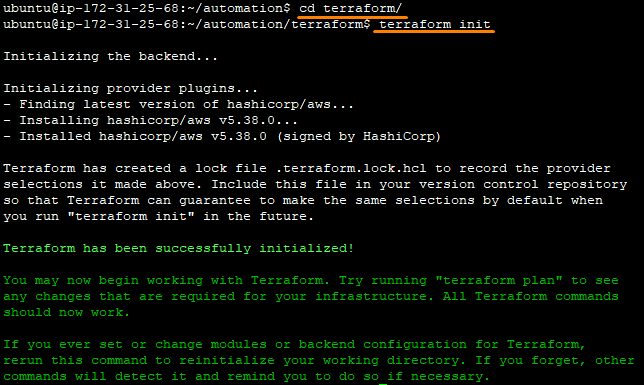 ubuntu@ip-172-31-25-68:~/automation$ cd terraform/
ubuntu@ip-172-31-25-68:~/automation/terraform$ terraform init
Initializing the backend...
Initializing provider plugins...
- Finding latest version of hashicorp/aws...
- Installing hashicorp/aws v5.38.0...
- Installed hashicorp/aws v5.38.0 (signed by HashiCorp)
Terraform has created a lock file .terraform.lock.hcl to record the provider
selections it made above. Include this file in your version control repository
so that Terraform can guarantee to make the same selections by default when
you run "terraform init" in the future.
Terraform has been successfully initialized!
You may now begin working with Terraform. Try running "terraform plan" to see
any changes that are required for your infrastructure. All Terraform commands
should now work.
If you ever set or change modules or backend configuration for Terraform,
rerun this command to reinitialize your working directory. If you forget, other
commands will detect it and remind you to do so if necessary.